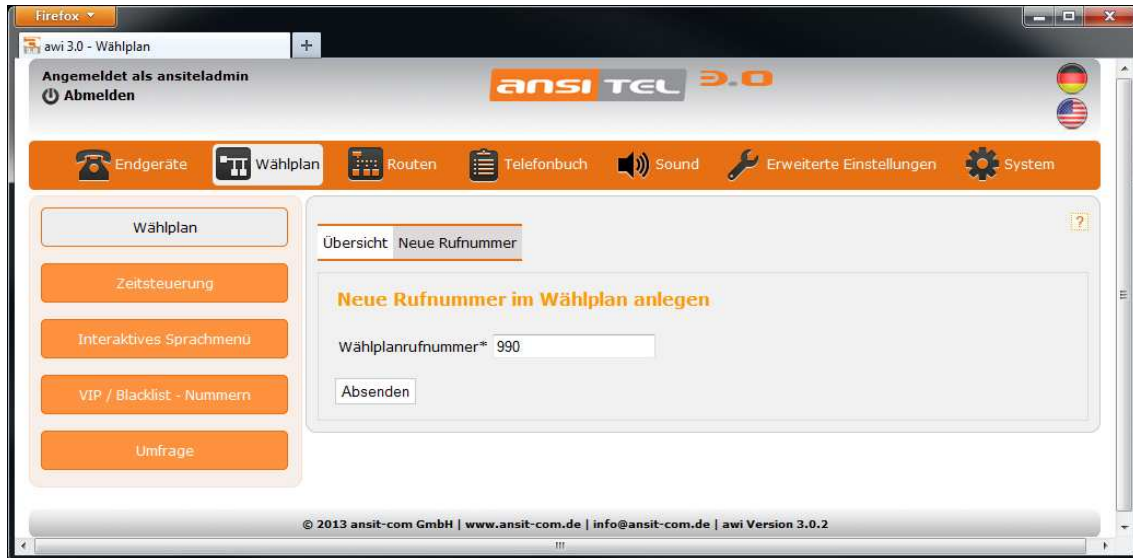 Firefox
awi 3.0 - Wählplan
Angemeldet als ansiteladmin
Abmelden
ansi TEL 3.0
Endgeräte Wählplan Routen Telefonbuch Sound Erweiterte Einstellungen System
Wählplan
Zeitsteuerung
Interaktives Sprachmenü
VIP / Blacklist - Nummern
Umfrage
?
Übersicht Neue Rufnummer
Neue Rufnummer im Wählplan anlegen
Wählplanrufnummer* 990
Absenden
© 2013 ansit-com GmbH | www.ansit-com.de | info@ansit-com.de | awi Version 3.0.2